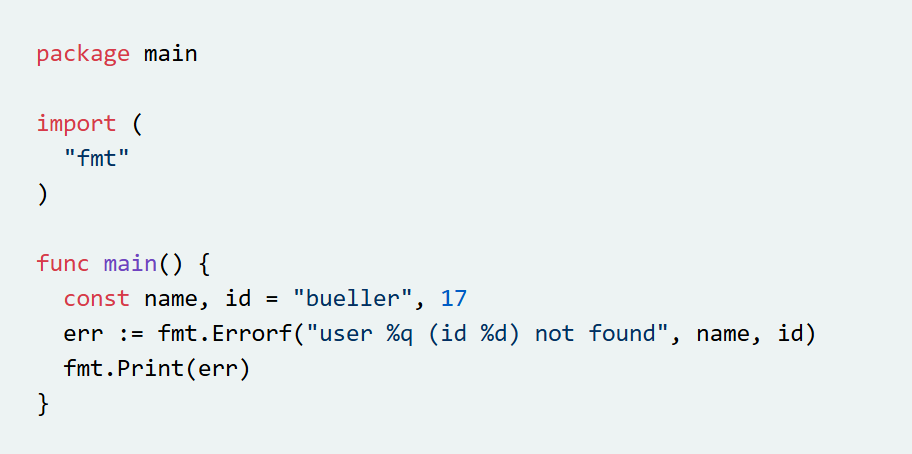 package main
import (
"fmt"
)
func main() {
const name, id = "bueller", 17
err := fmt.Errorf("user %q (id %d) not found", name, id)
fmt.Print(err)
}